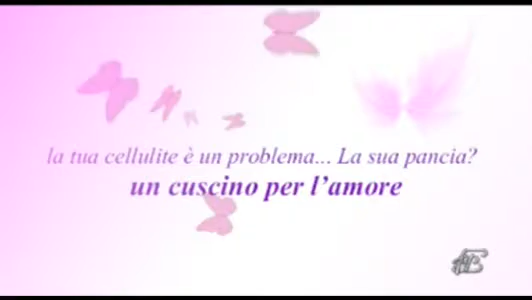 la tua cellulite è un problema... La sua pancia?
un cuscino per l'amore